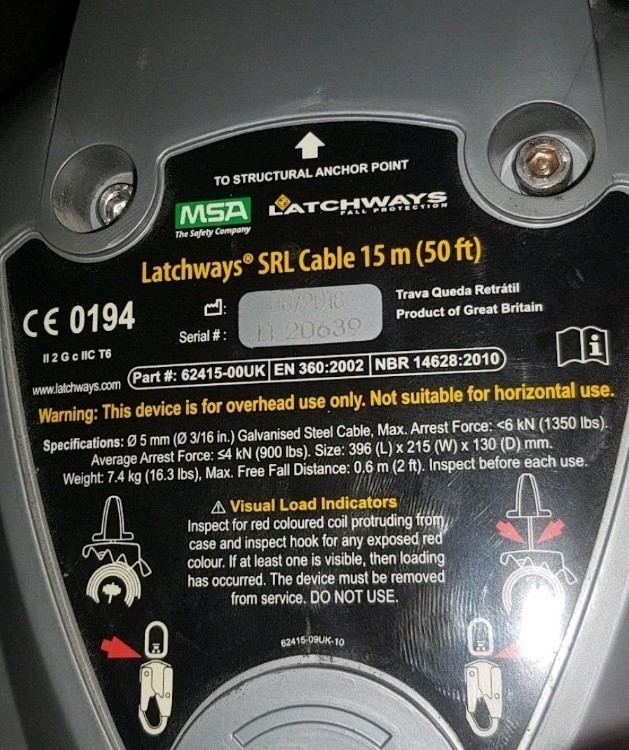 TO STRUCTURAL ANCHOR POINT
MSA
The Safety Company
LATCHWAYS
FALL PROTECTION
Latchways® SRL Cable 15 m (50 ft)
CE 0194
II 2 G c IIC T6
www.latchways.com
: /2018
Serial #: 20639
Trava Queda Retrátil
Product of Great Britain
Part #: 62415-00UK EN 360:2002 NBR 14628:2010
i
Warning: This device is for overhead use only. Not suitable for horizontal use.
Specifications: Ø 5 mm (Ø 3/16 in.) Galvanised Steel Cable, Max. Arrest Force: <6 kN (1350 lbs).
Average Arrest Force: ≤4 kN (900 lbs). Size: 396 (L) x 215 (W) x 130 (D) mm.
Weight: 7.4 kg (16.3 lbs), Max. Free Fall Distance: 0,6 m (2 ft). Inspect before each use.
⚠ Visual Load Indicators
Inspect for red coloured coil protruding from
case and inspect hook for any exposed red
colour. If at least one is visible, then loading
has occurred. The device must be removed
from service. DO NOT USE.
62415-09UK-10